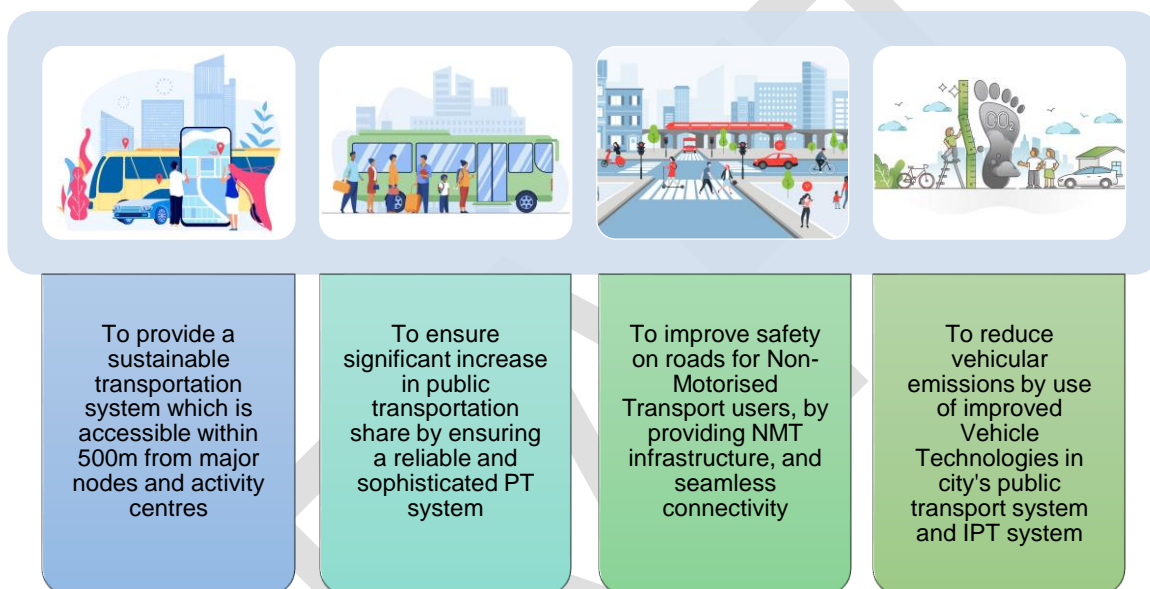 CO2
To provide a
sustainable
transportation
system which is
accessible within
500m from major
nodes and activity
centres
To ensure
significant increase
in public
transportation
share by ensuring
a reliable and
sophisticated PT
system
To improve safety
on roads for Non-
Motorised
Transport users, by
providing NMT
infrastructure, and
seamless
connectivity
To reduce
vehicular
emissions by use
of improved
Vehicle
Technologies in
city's public
transport system
and IPT system